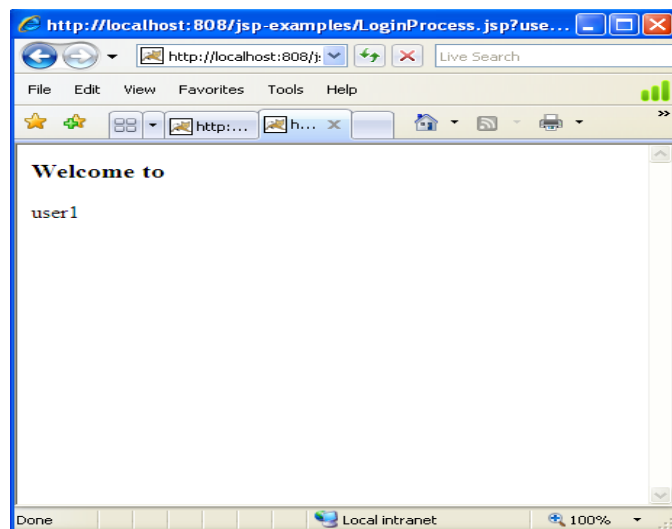 http://localhost:808/jsp-examples/LoginProcess.jsp?use...
http://localhost:808/j:
Live Search
File Edit View Favorites Tools Help
http:...
h...
Welcome to
user1
Done
Local intranet
100%